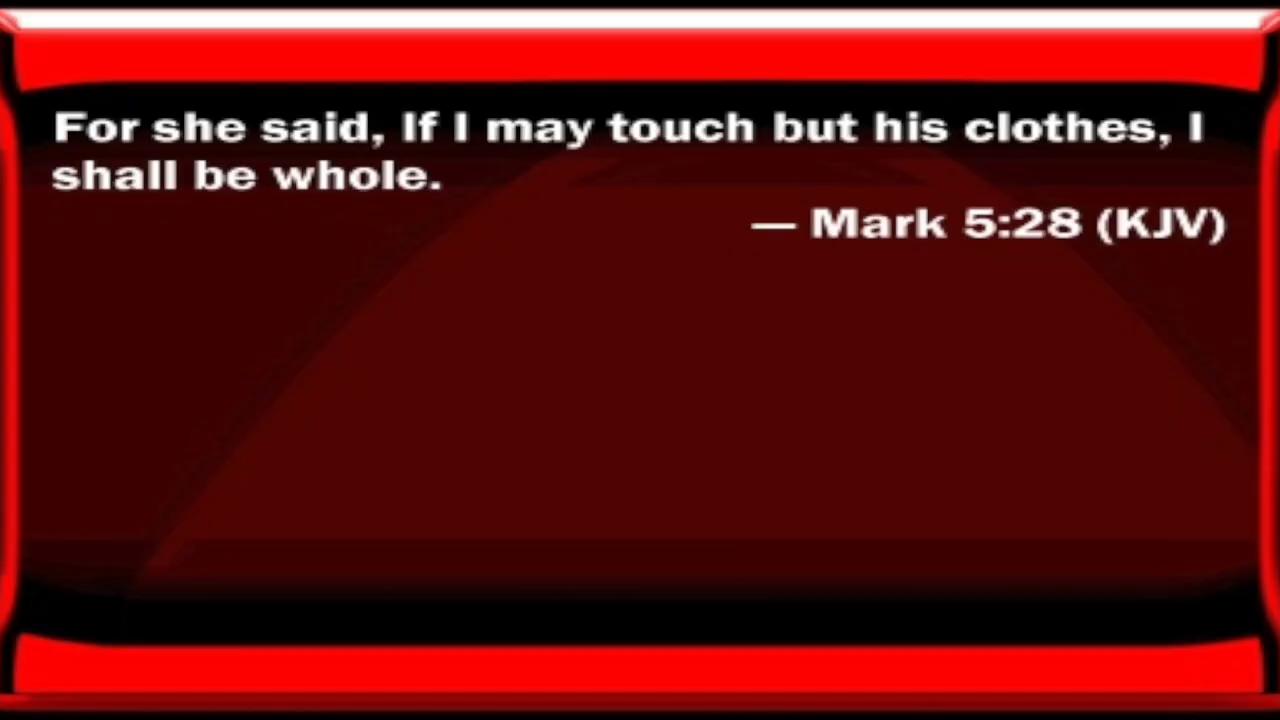 For she said, If I may touch but his clothes, I
shall be whole.
— Mark 5:28 (KJV)